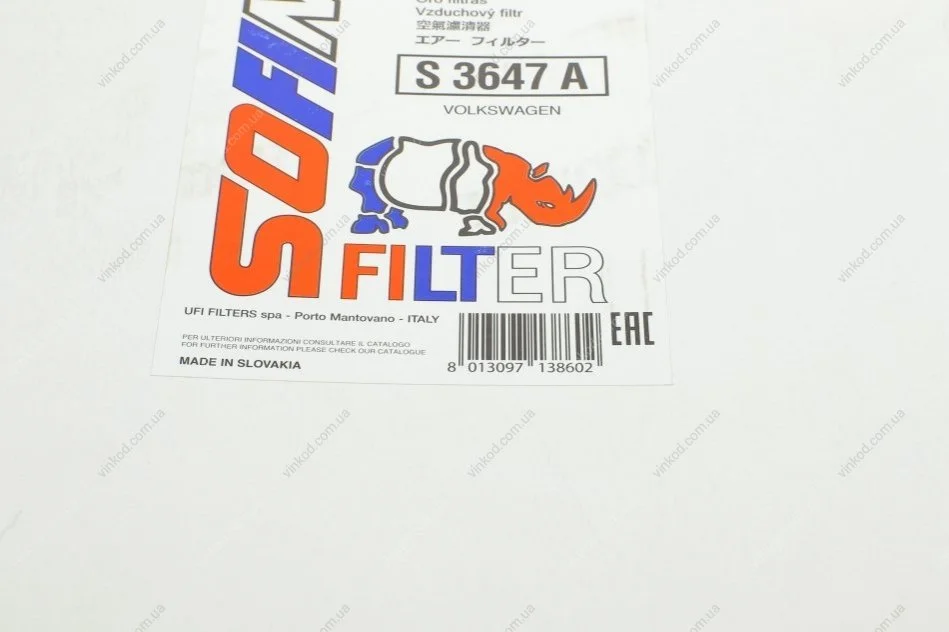 Oro filtras
Vzduchový filtr
空氣濾清器
エアー フィルター
S 3647 A
VOLKSWAGEN
SOFIM
FILTER
UFI FILTERS spa - Porto Mantovano - ITALY
PER ULTERIORI INFORMAZIONI CONSULTARE IL CATALOGO
FOR FURTHER INFORMATION PLEASE CHECK OUR CATALOGUE
MADE IN SLOVAKIA
8 013097 138602
EAC
vinkod.com.ua